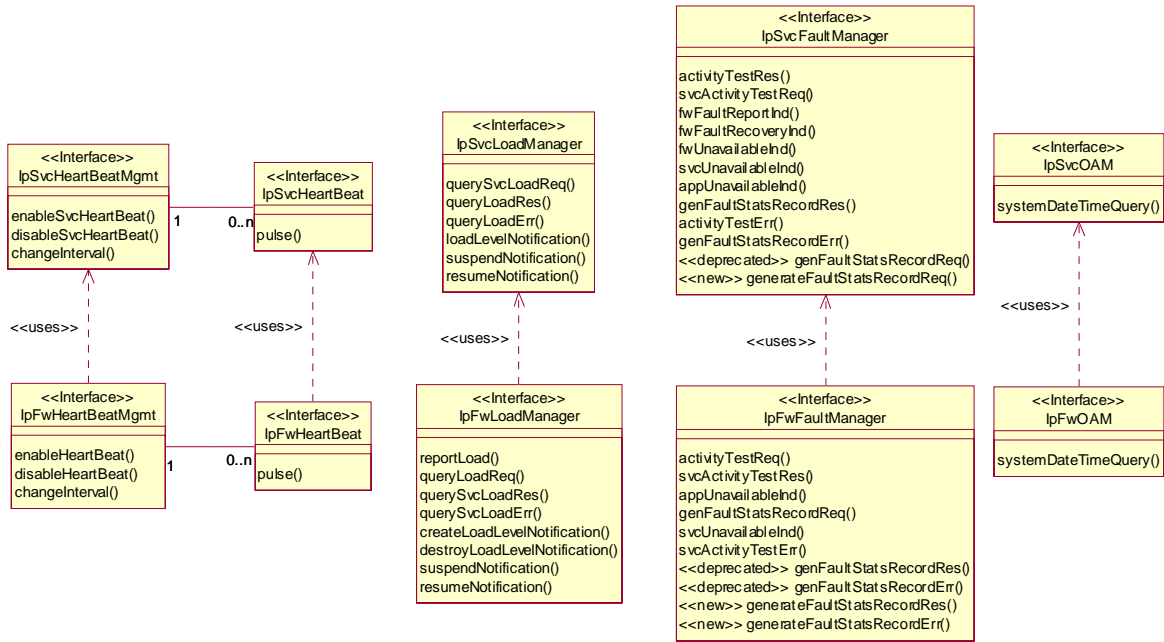 <<Interface>>
IpSvcHeartBeatMgmt
enableSvcHeartBeat()
disableSvcHeartBeat()
changeInterval()
1
0..n
<<Interface>>
IpSvcHeartBeat
pulse()
<<Interface>>
IpSvcLoadManager
querySvcLoadReq()
queryLoadRes()
queryLoadErr()
loadLevelNotification()
suspendNotification()
resumeNotification()
<<Interface>>
IpSvcFaultManager
activityTestRes()
svcActivityTestReq()
fwFaultReportInd()
fwFaultRecoveryInd()
fwUnavailableInd()
svcUnavailableInd()
appUnavailableInd()
genFaultStatsRecordRes()
activityTestErr()
genFaultStatsRecordErr()
<<deprecated>> genFaultStatsRecordReq()
<<new>> generateFaultStatsRecordReq()
<<Interface>>
IpSvcOAM
systemDateTimeQuery()
<<uses>>
<<uses>>
<<uses>>
<<uses>>
<<uses>>
<<Interface>>
IpFwHeartBeatMgmt
enableHeartBeat()
disableHeartBeat()
changeInterval()
1
0..n
<<Interface>>
IpFwHeartBeat
pulse()
<<Interface>>
IpFwLoadManager
reportLoad()
queryLoadReq()
querySvcLoadRes()
querySvcLoadErr()
createLoadLevelNotification()
destroyLoadLevelNotification()
suspendNotification()
resumeNotification()
<<Interface>>
IpFwFaultManager
activityTestReq()
svcActivityTestRes()
appUnavailableInd()
genFaultStatsRecordReq()
svcUnavailableInd()
svcActivityTestErr()
<<deprecated>> genFaultStatsRecordRes()
<<deprecated>> genFaultStatsRecordErr()
<<new>> generateFaultStatsRecordRes()
<<new>> generateFaultStatsRecordErr()
<<Interface>>
IpFwOAM
systemDateTimeQuery()